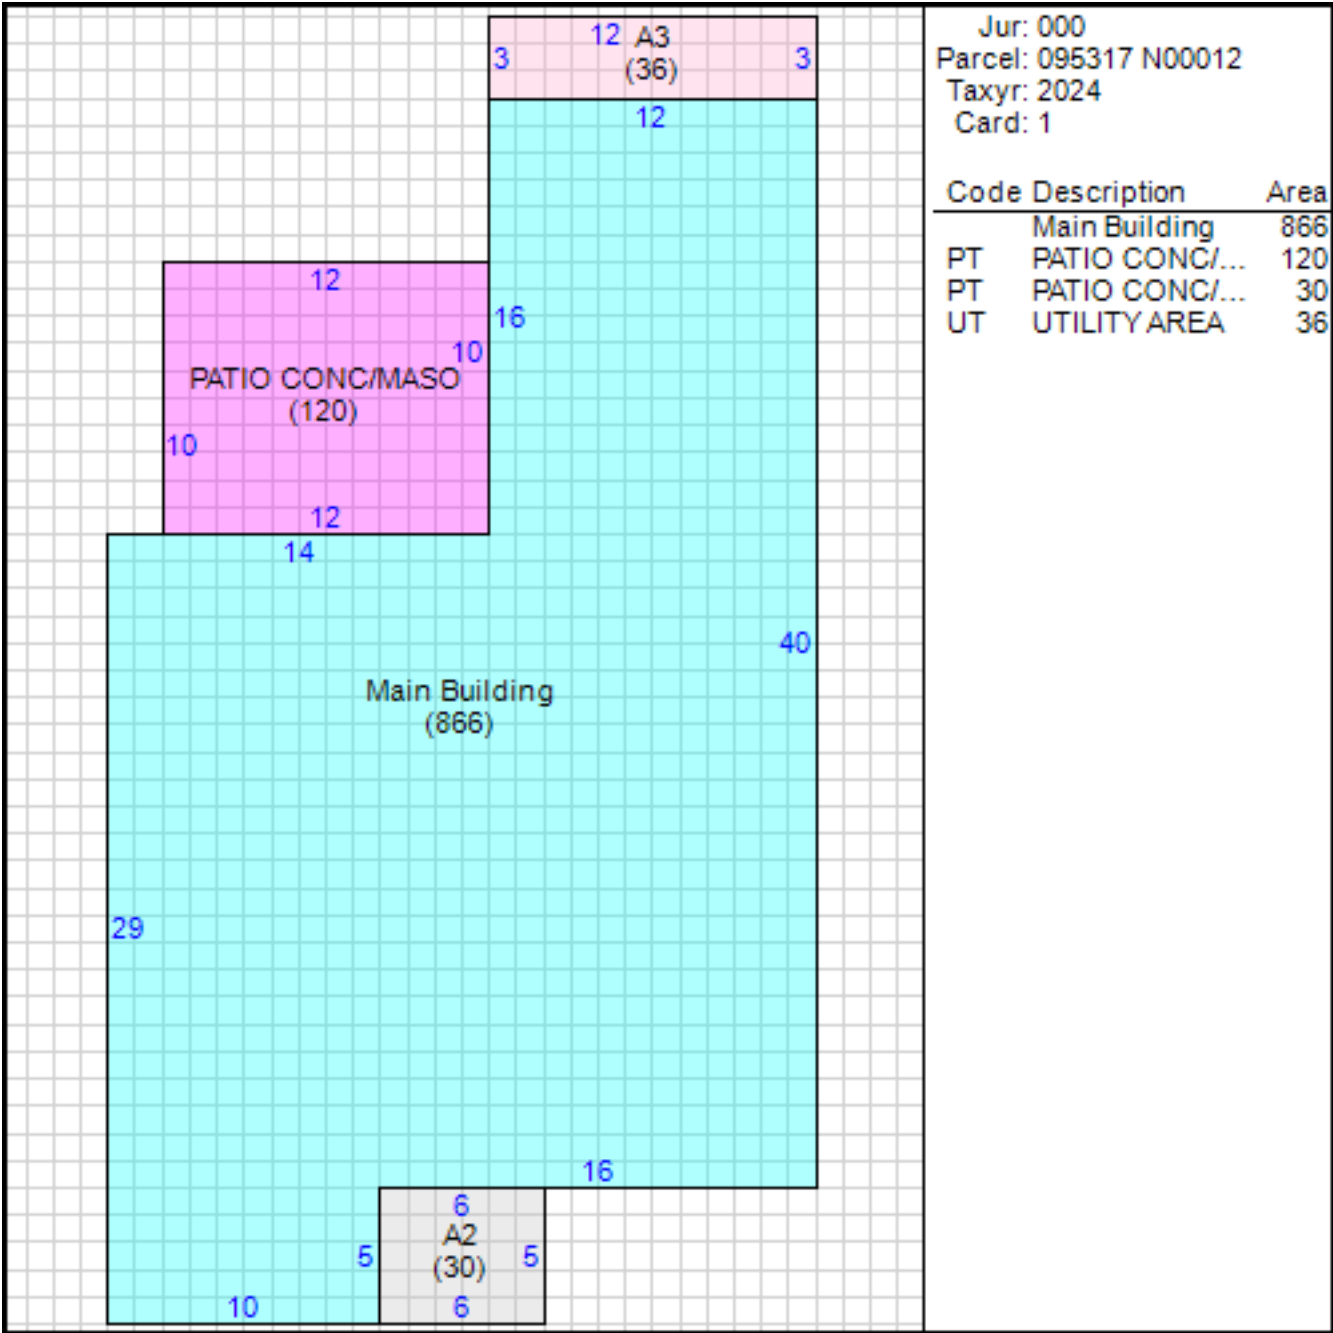 12 A3
3 (36) 3
12
12
16
10
PATIO CONC/MASO
(120)
10
12
14
40
Main Building
(866)
29
16
6
A2
5 (30) 5
10 6
Jur: 000
Parcel: 095317 N00012
Taxyr: 2024
Card: 1
Code Description Area
Main Building 866
PT PATIO CONC/... 120
PT PATIO CONC/... 30
UT UTILITY AREA 36